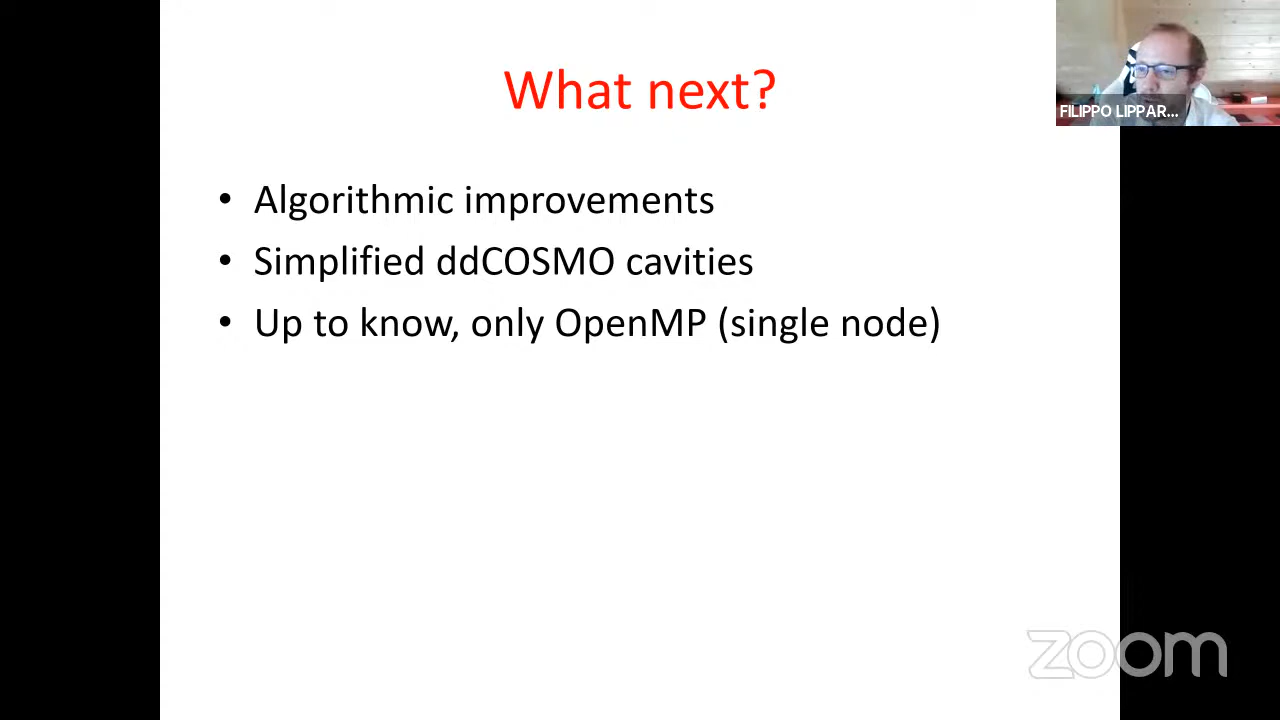 What next?
FILIPPO LIPPAR...
• Algorithmic improvements
• Simplified ddCOSMO cavities
• Up to know, only OpenMP (single node)
zoom